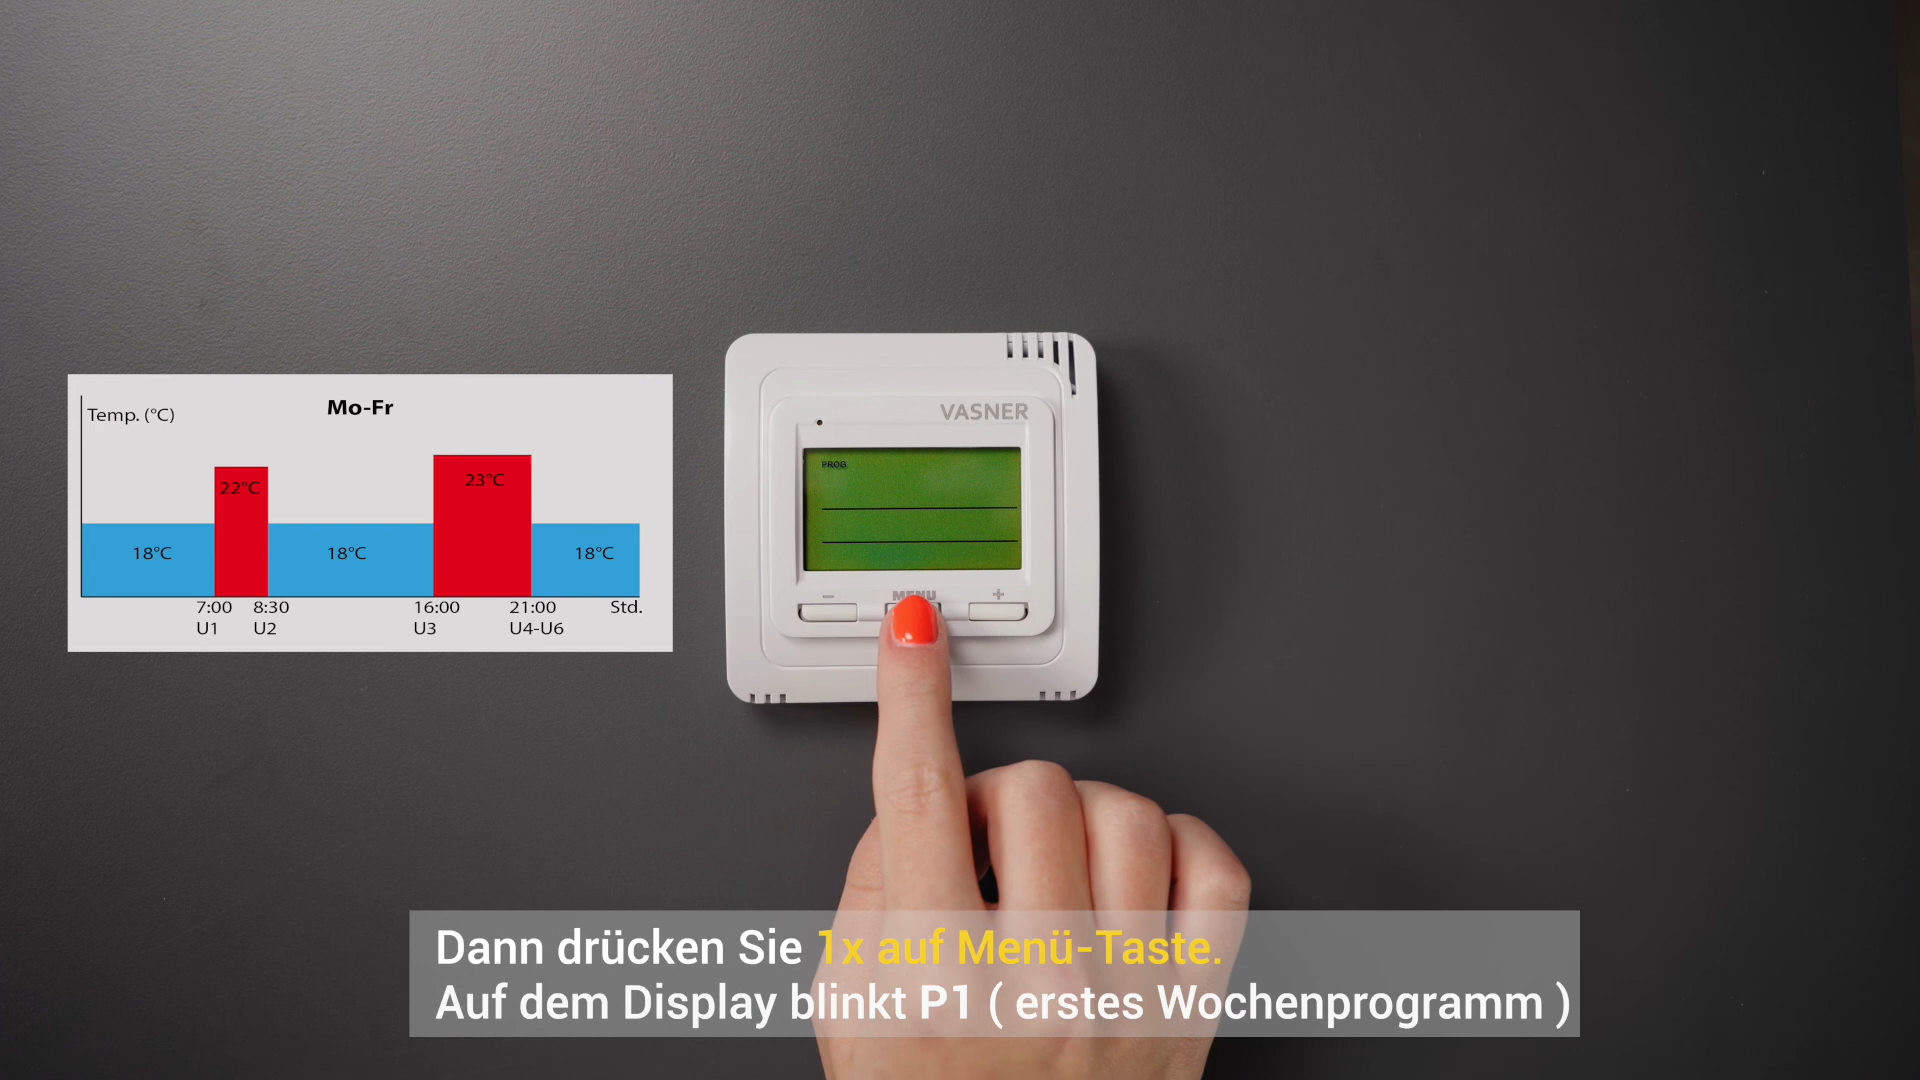 Mo-Fr
Temp. (°C)
22°C
23°C
18°C 18°C 18°C
7:00 8:30 16:00 21:00 Std.
U1 U2 U3 U4-U6
VASNER
PROG
- MENU +
Dann drücken Sie 1x auf Menü-Taste.
Auf dem Display blinkt P1 ( erstes Wochenprogramm )